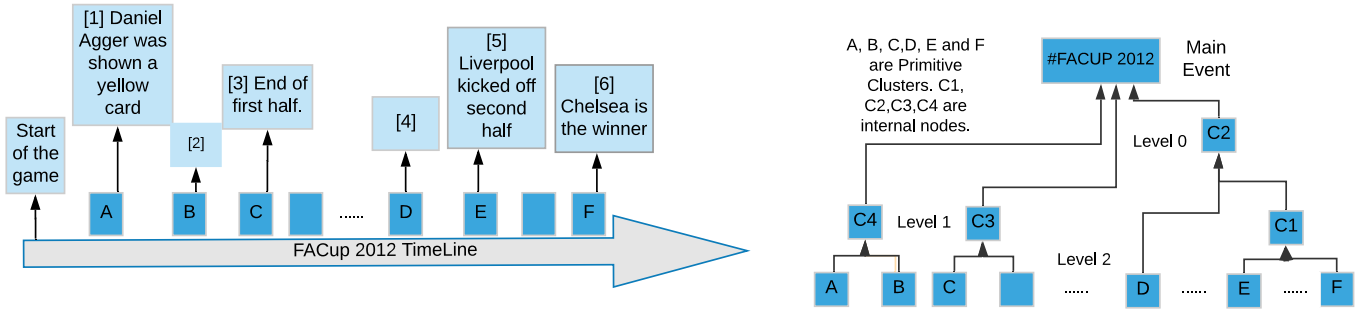 [1] Daniel
Agger was
shown a
yellow
card
[3] End of
first half.
[5]
Liverpool
kicked off
second
half
[6]
Chelsea is
the winner
Start
of the
game
[2]
[4]
A
B
C
......
D
E
F
FACup 2012 TimeLine
A, B, C,D, E and F
are Primitive
Clusters. C1,
C2,C3,C4 are
internal nodes.
#FACUP 2012
Main
Event
Level 0
C2
C4
Level 1
C3
C1
Level 2
A
B
C
......
D
......
E
......
F